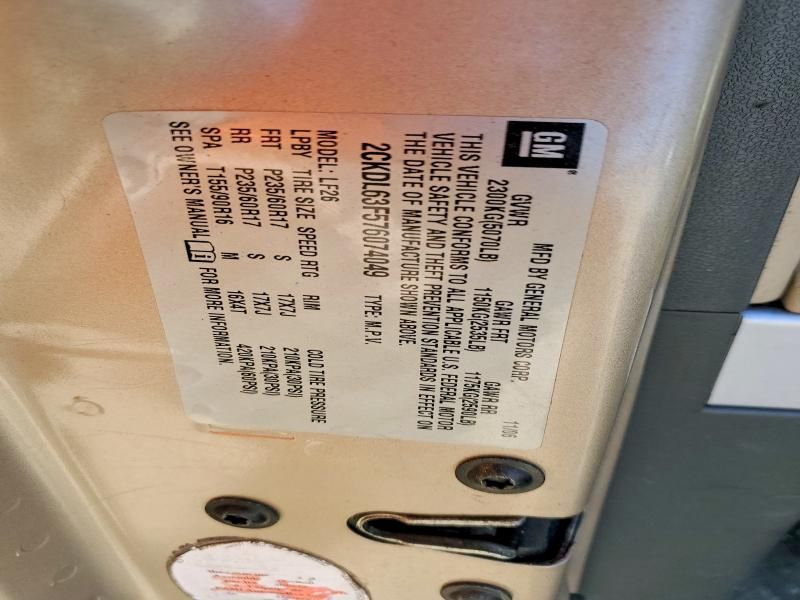 GM®
MFD BY GENERAL MOTORS CORP. 11/06
GVWR GAWR FRT GAWR RR
2300KG(5070LB) 1150KG(2535LB) 1175KG(2590LB)
THIS VEHICLE CONFORMS TO ALL APPLICABLE U.S. FEDERAL MOTOR
VEHICLE SAFETY AND THEFT PREVENTION STANDARDS IN EFFECT ON
THE DATE OF MANUFACTURE SHOWN ABOVE.
2CKDL63F576074049 TYPE: M.P.V.
MODEL: LF26
LPBY TIRE SIZE SPEED RTG RIM COLD TIRE PRESSURE
FRT P235/60R17 S 17X7J 210KPA(30PSI)
RR P235/60R17 S 17X7J 210KPA(30PSI)
SPA T155/90R16 M 16X4T 420KPA(60PSI)
SEE OWNER'S MANUAL FOR MORE INFORMATION.